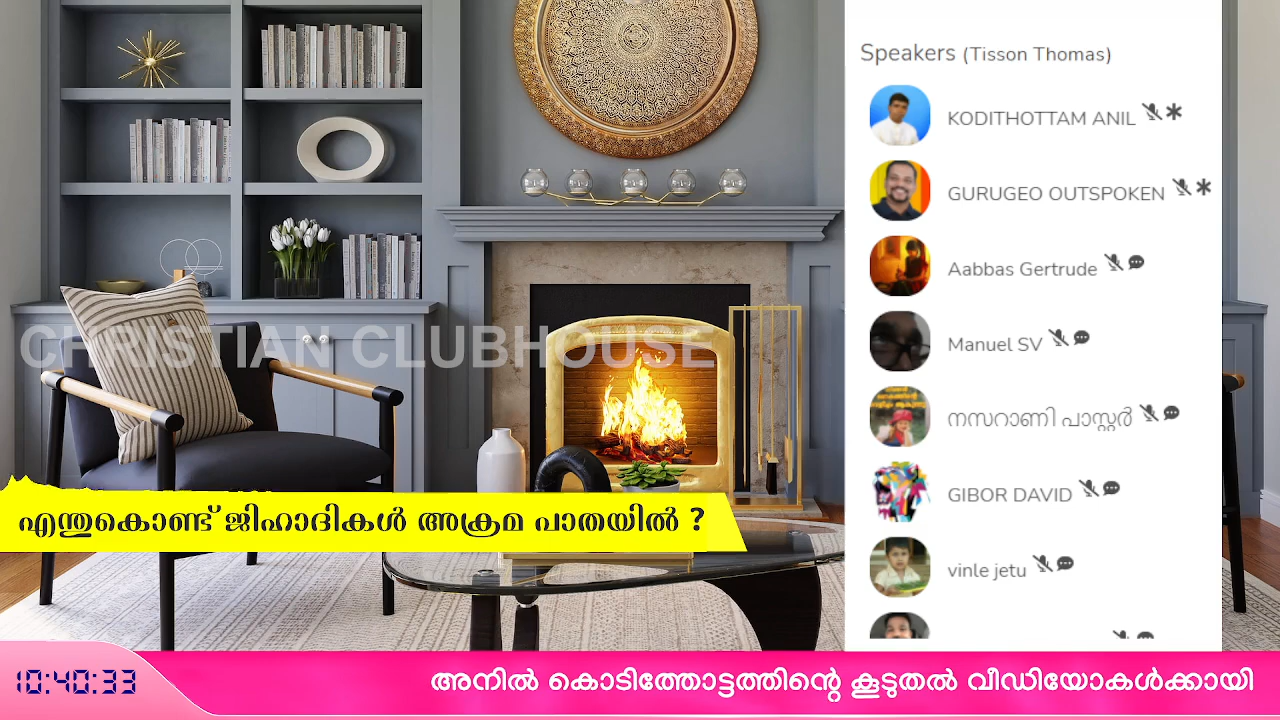 Speakers (Tisson Thomas)
KODITHOTTAM ANIL
GURUGEO OUTSPOKEN
Aabbas Gertrude
Manuel SV
നസറാണി പാസ്റ്റർ
GIBOR DAVID
vinle jetu
CHRISTIAN CLUBHOUSE
എന്തുകൊണ്ട് ജിഹാദികൾ അക്രമ പാതയിൽ ?
10:40:33
അനിൽ കൊടിത്തോട്ടത്തിന്റെ കൂടുതൽ വീഡിയോകൾക്കായി